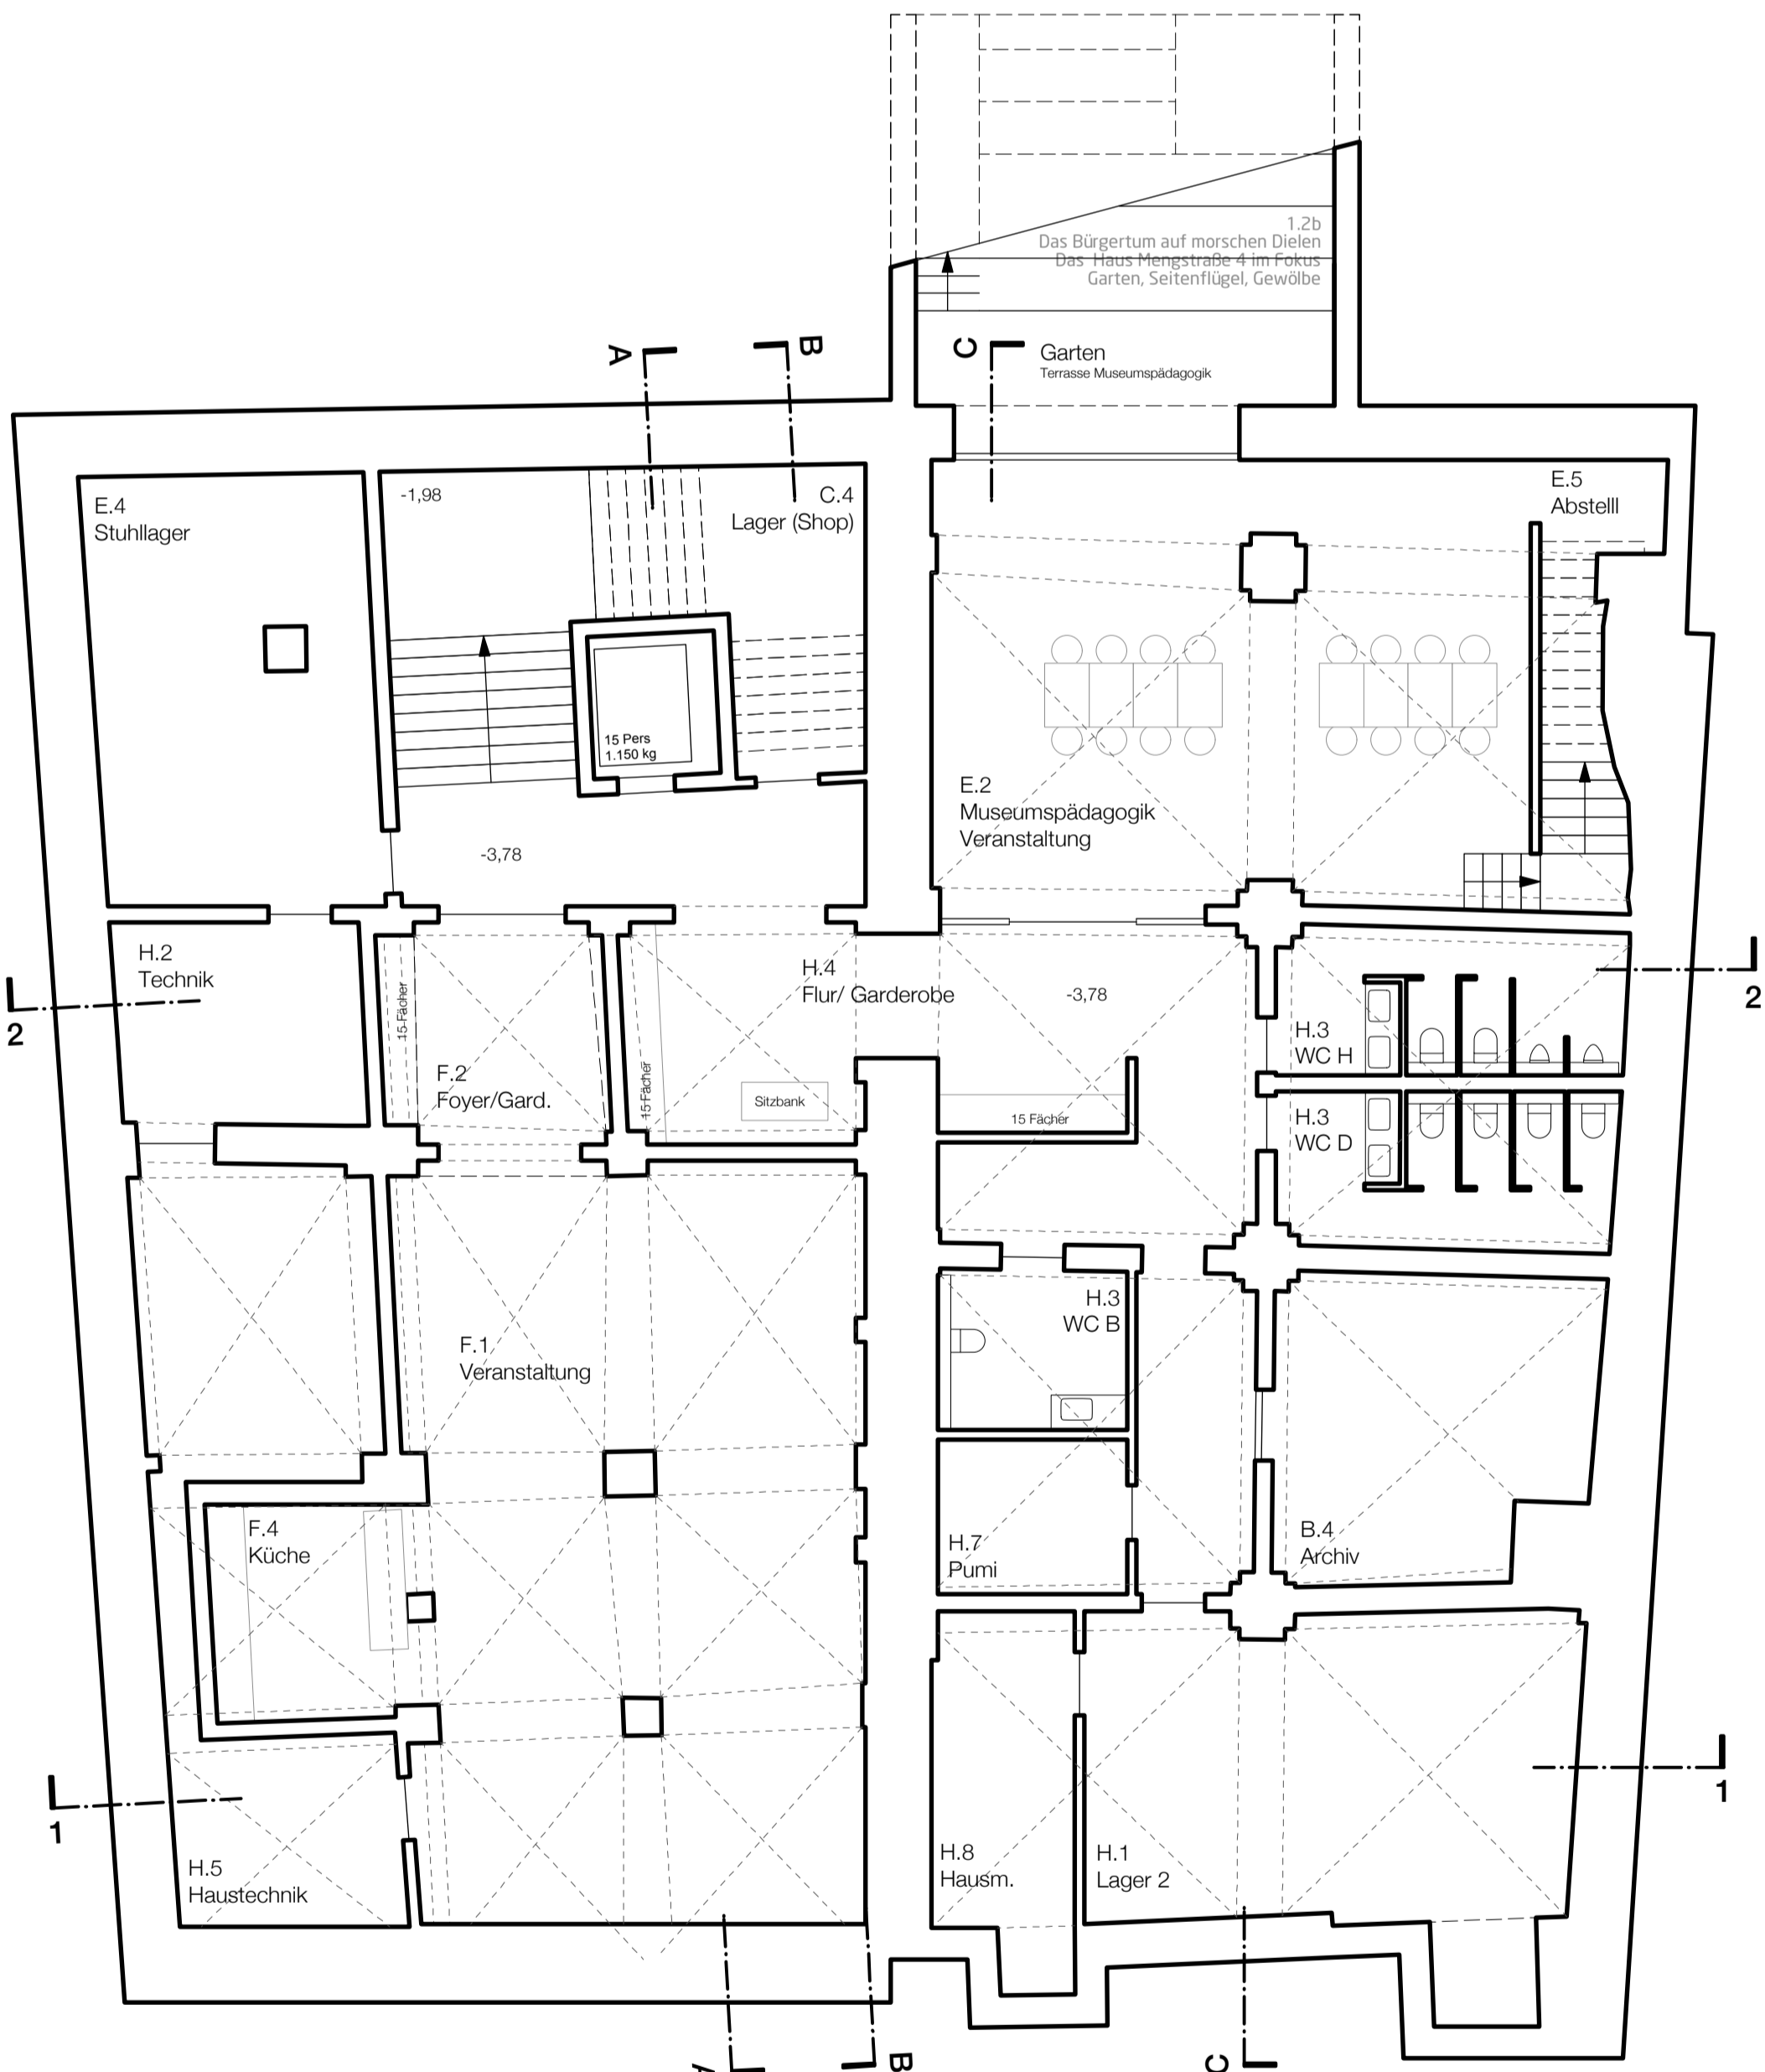 1.2b
Das Bürgertum auf morschen Dielen
Das Haus Mengstraße 4 im Fokus
Garten, Seitenflügel, Gewölbe
A
B
C
Garten
Terrasse Museumspädagogik
E.4
Stuhllager
-1,98
C.4
Lager (Shop)
E.5
Abstelll
15 Pers
1.150 kg
E.2
Museumspädagogik
Veranstaltung
-3,78
H.2
Technik
2
15 Fächer
F.2
Foyer/Gard.
15 Fächer
H.4
Flur/ Garderobe
Sitzbank
-3,78
15 Fächer
H.3
WC H
2
H.3
WC D
F.1
Veranstaltung
H.3
WC B
F.4
Küche
H.7
Pumi
B.4
Archiv
1
H.5
Haustechnik
H.8
Hausm.
H.1
Lager 2
1
A
B
C